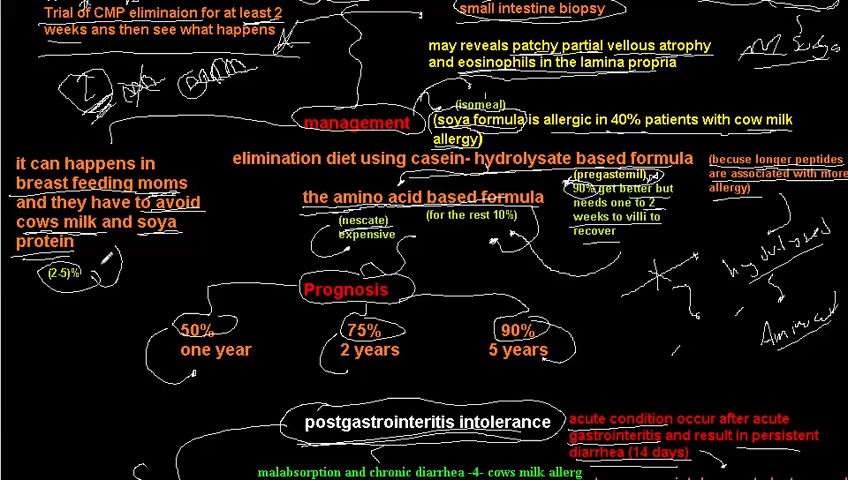 Trial of CMP eliminaion for at least 2
weeks ans then see what happens
small intestine biopsy
may reveals patchy partial vellous atrophy
and eosinophils in the lamina propria
(isomeal)
management
(soya formula is allergic in 40% patients with cow milk
allergy)
it can happens in
breast feeding moms
and they have to avoid
cows milk and soya
protein
(2-5)%
elimination diet using casein- hydrolysate based formula
(pregastemil)
90% get better but
needs one to 2
weeks to villi to
recover
(becuse longer peptides
are associated with more
allergy)
the amino acid based formula
(nescate)
expensive
(for the rest 10%)
hydrolysed
Prognosis
50%
one year
75%
2 years
90%
5 years
postgastrointeritis intolerance
acute condition occur after acute
gastrointeritis and result in persistent
diarrhea (14 days)
malabsorption and chronic diarrhea -4- cows milk allerg